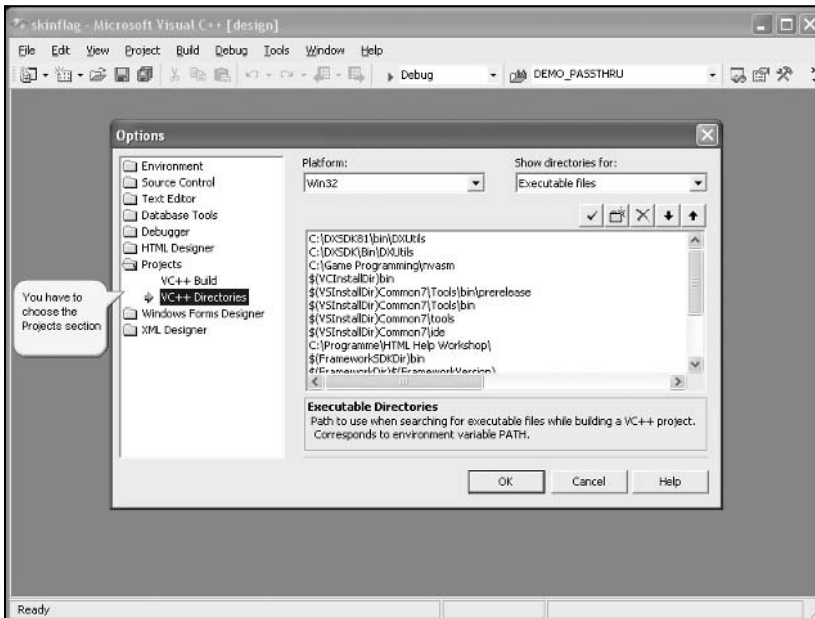 skinflag - Microsoft Visual C++ [design]
File Edit View Project Build Debug Tools Window Help
Debug
DEMO_PASSTHRU
Options
Environment
Source Control
Text Editor
Database Tools
Debugger
HTML Designer
Projects
VC++ Build
VC++ Directories
Windows Forms Designer
XML Designer
You have to
choose the
Projects section
Platform:
Win32
Show directories for:
Executable files
C:\DXSDK81\bin\DXUtils
C:\DXSDK\Bin\DXUtils
C:\Game Programming\nvasm
$(VCInstallDir)bin
$(VSInstallDir)Common7\Tools\bin\prerelease
$(VSInstallDir)Common7\Tools\bin
$(VSInstallDir)Common7\tools
$(VSInstallDir)Common7\ide
C:\Programme\HTML Help Workshop\
$(FrameworkSDKDir)bin
$(FrameworkDir)$(FrameworkVersion)
Executable Directories
Path to use when searching for executable files while building a VC++ project.
Corresponds to environment variable PATH.
OK
Cancel
Help
Ready